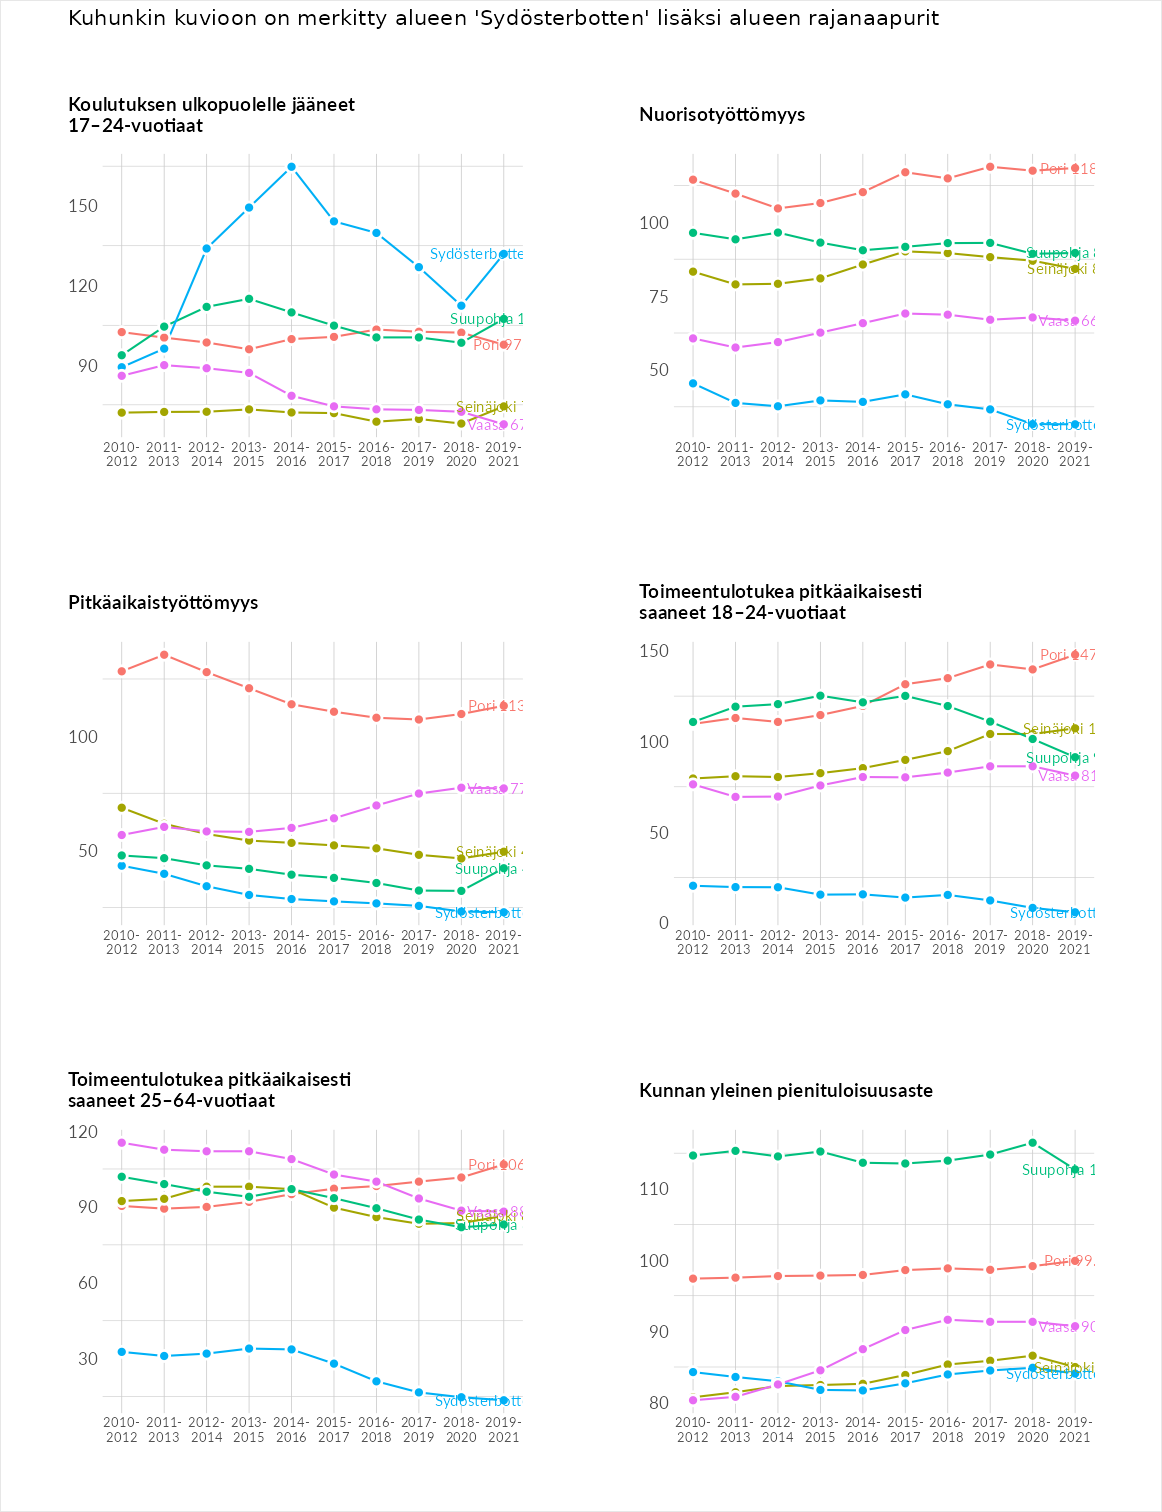 Kuhunkin kuvioon on merkitty alueen 'Sydösterbotten' lisäksi alueen rajanaapurit
Koulutuksen ulkopuolelle jääneet
17–24-vuotiaat
150
120
90
Sydösterbotte
Suupohja 1
Pori 97
Seinäjoki 7
Vaasa 67
2010- 2011- 2012- 2013- 2014- 2015- 2016- 2017- 2018- 2019-
2012 2013 2014 2015 2016 2017 2018 2019 2020 2021
Nuorisotyöttömyys
100
75
50
Pori 118
Suupohja 8
Seinäjoki 8
Vaasa 66
Sydösterbotte
2010- 2011- 2012- 2013- 2014- 2015- 2016- 2017- 2018- 2019-
2012 2013 2014 2015 2016 2017 2018 2019 2020 2021
Pitkäaikaistyöttömyys
100
50
Pori 113
Vaasa 77
Seinäjoki 4
Suupohja 4
Sydösterbott
2010- 2011- 2012- 2013- 2014- 2015- 2016- 2017- 2018- 2019-
2012 2013 2014 2015 2016 2017 2018 2019 2020 2021
Toimeentulotukea pitkäaikaisesti
saaneet 18–24-vuotiaat
150
100
50
0
Pori 147
Seinäjoki 1
Suupohja 9
Vaasa 81
Sydösterbott
2010- 2011- 2012- 2013- 2014- 2015- 2016- 2017- 2018- 2019-
2012 2013 2014 2015 2016 2017 2018 2019 2020 2021
Toimeentulotukea pitkäaikaisesti
saaneet 25–64-vuotiaat
120
90
60
30
Pori 106
Vaasa 88
Seinäjoki
Suupohja
Sydösterbott
2010- 2011- 2012- 2013- 2014- 2015- 2016- 2017- 2018- 2019-
2012 2013 2014 2015 2016 2017 2018 2019 2020 2021
Kunnan yleinen pienituloisuusaste
110
100
90
80
Suupohja 1
Pori 99.
Vaasa 90
Seinäjoki
Sydösterbotte
2010- 2011- 2012- 2013- 2014- 2015- 2016- 2017- 2018- 2019-
2012 2013 2014 2015 2016 2017 2018 2019 2020 2021